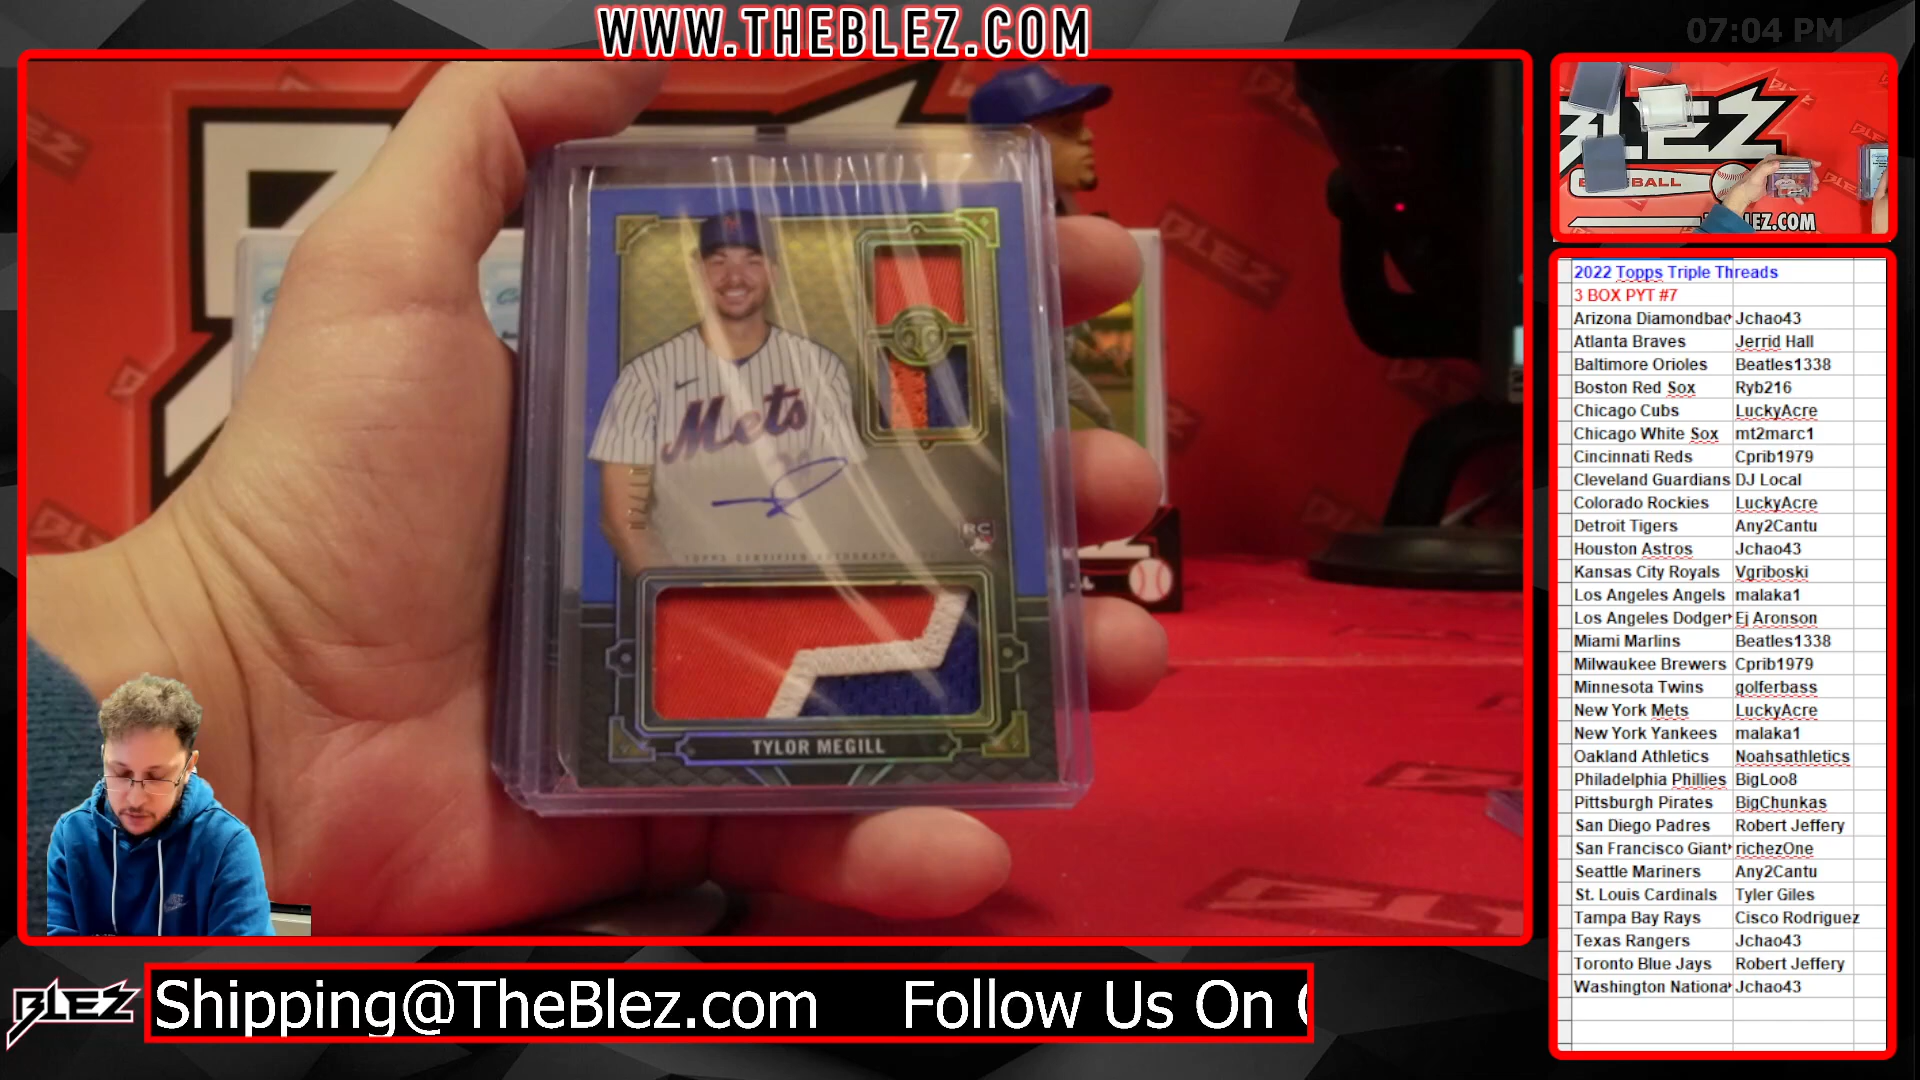 WWW.THEBLEZ.COM
07:04 PM
Mets
RC
TOPPS CERTIFIED AUTOGRAPH
TYLOR MEGILL
BLEZ
EZ.COM
2022 Topps Triple Threads
3 BOX PYT #7
Arizona Diamondbac Jchao43
Atlanta Braves Jerrid Hall
Baltimore Orioles Beatles1338
Boston Red Sox Ryb216
Chicago Cubs LuckyAcre
Chicago White Sox mt2marc1
Cincinnati Reds Cprib1979
Cleveland Guardians DJ Local
Colorado Rockies LuckyAcre
Detroit Tigers Any2Cantu
Houston Astros Jchao43
Kansas City Royals Vgriboski
Los Angeles Angels malaka1
Los Angeles Dodger Ej Aronson
Miami Marlins Beatles1338
Milwaukee Brewers Cprib1979
Minnesota Twins golferbass
New York Mets LuckyAcre
New York Yankees malaka1
Oakland Athletics Noahsathletics
Philadelphia Phillies BigLoo8
Pittsburgh Pirates BigChunkas
San Diego Padres Robert Jeffery
San Francisco Giant richezOne
Seattle Mariners Any2Cantu
St. Louis Cardinals Tyler Giles
Tampa Bay Rays Cisco Rodriguez
Texas Rangers Jchao43
Toronto Blue Jays Robert Jeffery
Washington Nationa Jchao43
BLEZ
Shipping@TheBlez.com Follow Us On